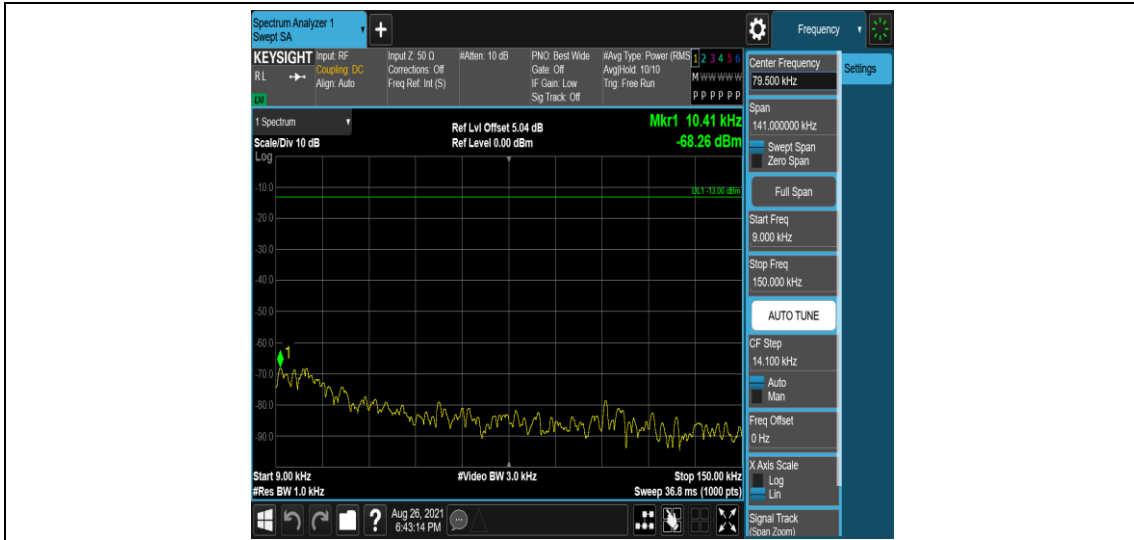 Spectrum Analyzer 1
Swept SA
+
Frequency
KEYSIGHT
RL
Input: RF
Coupling: DC
Align: Auto
Input Z: 50 Ω
Corrections: Off
Freq Ref: Int (S)
#Atten: 10 dB
PNO: Best Wide
Gate: Off
IF Gain: Low
Sig Track: Off
#Avg Type: Power (RMS
Avg|Hold: 10/10
Trig: Free Run
1 2 3 4 5 6
M W W W W W
P P P P P P
1 Spectrum
Scale/Div 10 dB
Log
Ref Lvl Offset 5.04 dB
Ref Level 0.00 dBm
Mkr1 10.41 kHz
-68.26 dBm
DL1 -13.00 dBm
-10.0
-20.0
-30.0
-40.0
-50.0
-60.0
-70.0
-80.0
-90.0
1
Start 9.00 kHz
#Res BW 1.0 kHz
#Video BW 3.0 kHz
Stop 150.00 kHz
Sweep 36.8 ms (1000 pts)
Center Frequency
79.500 kHz
Span
141.000000 kHz
Swept Span
Zero Span
Full Span
Start Freq
9.000 kHz
Stop Freq
150.000 kHz
AUTO TUNE
CF Step
14.100 kHz
Auto
Man
Freq Offset
0 Hz
X Axis Scale
Log
Lin
Signal Track
(Span Zoom)
Settings
?
Aug 26, 2021
6:43:14 PM